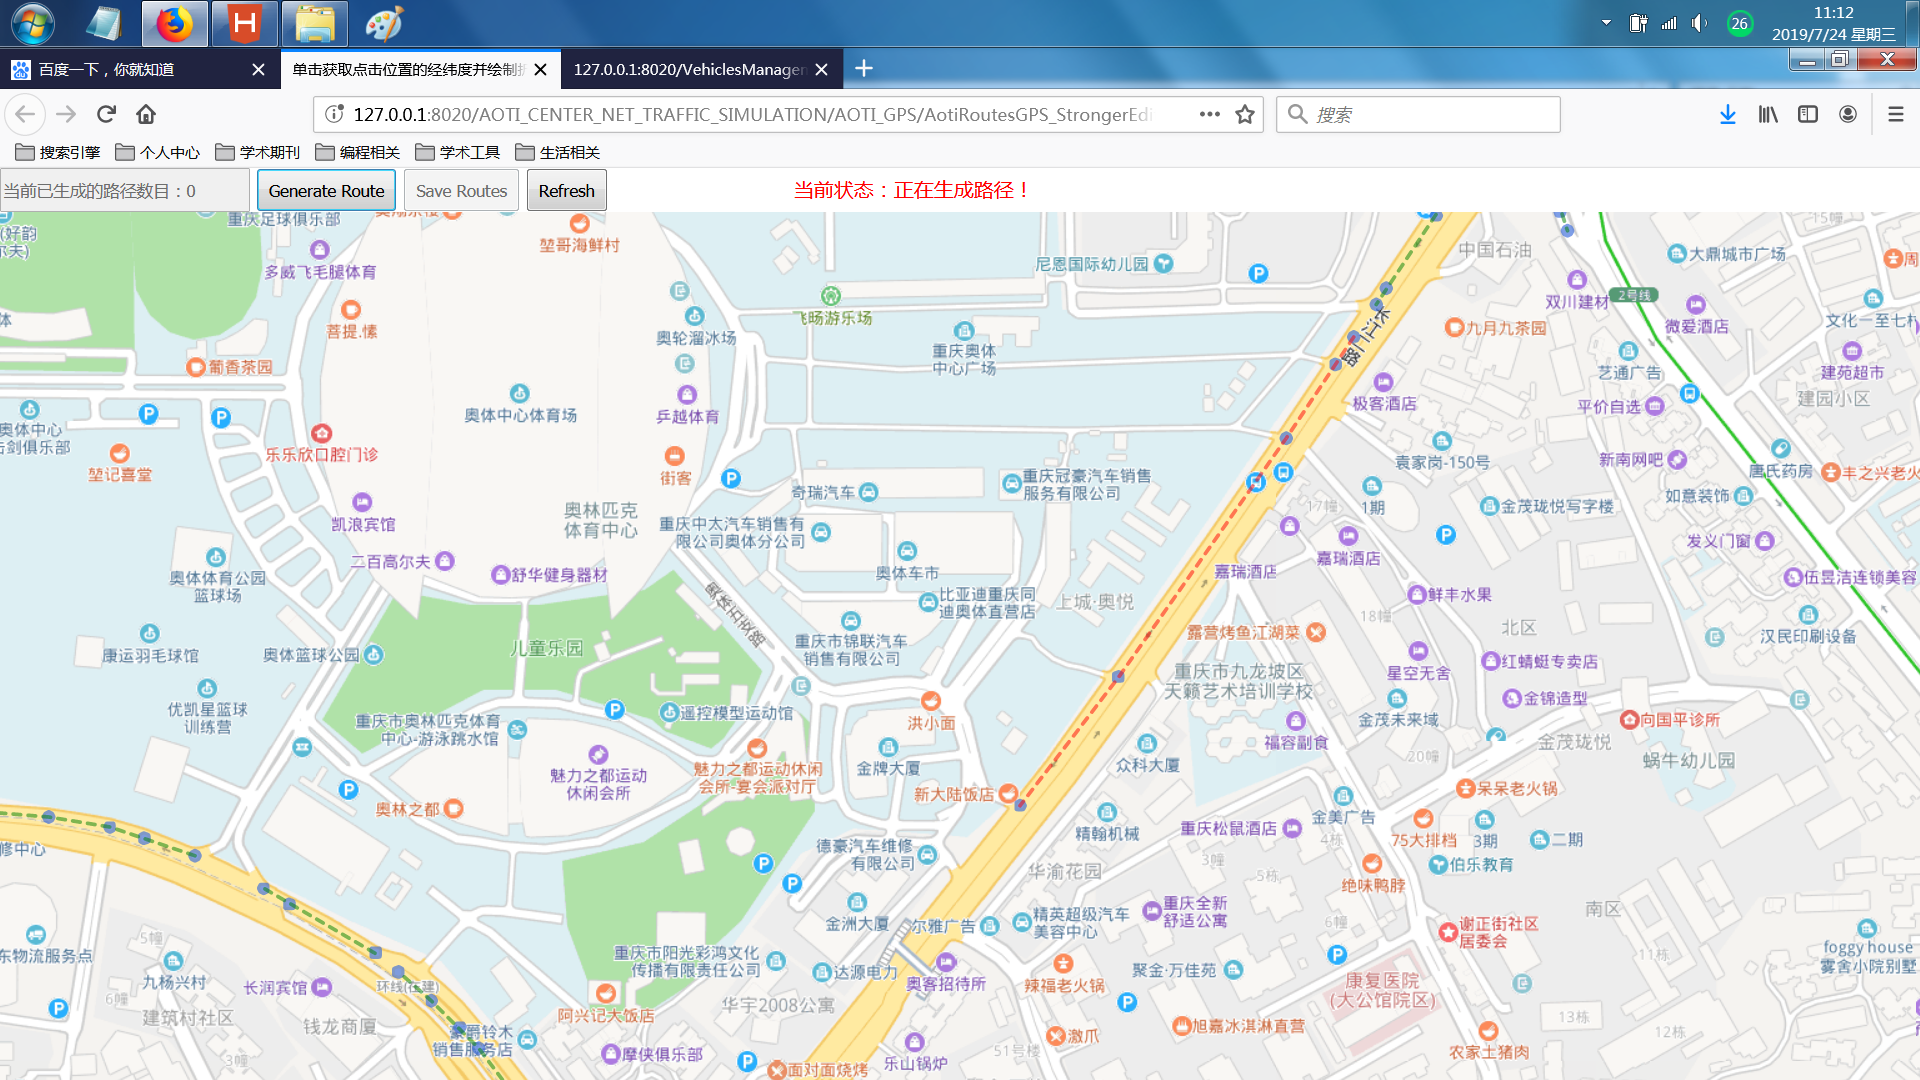 11:12
2019/7/24 星期三
26
百度一下，你就知道
单击获取点击位置的经纬度并绘制
127.0.0.1:8020/VehiclesManage
127.0.0.1:8020/AOTI_CENTER_NET_TRAFFIC_SIMULATION/AOTI_GPS/AotiRoutesGPS_StrongerEdi
搜索
搜索引擎
个人中心
学术期刊
编程相关
学术工具
生活相关
当前已生成的路径数目：0
Generate Route
Save Routes
Refresh
当前状态：正在生成路径！
重庆足球俱乐部
堃哥海鲜村
多威飞毛腿体育
尼恩国际幼儿园
中国石油
15幢
大鼎城市广场
双川建材
2号线
微爱酒店
文化一至七村
菩提.愫
飞旸游乐场
奥轮溜冰场
重庆奥体
中心广场
长江二路
九月九茶园
艺通广告
建苑超市
葡香茶园
奥体中心体育场
乒越体育
极客酒店
平价自选
建园小区
奥体中心
击剑俱乐部
堃记喜堂
乐乐欣口腔门诊
街客
袁家岗-150号
新南网吧
唐氏药房
丰之兴老火
奇瑞汽车
重庆冠豪汽车销售
服务有限公司
17幢
1期
金茂珑悦写字楼
如意装饰
凯浪宾馆
奥林匹克
体育中心
重庆中太汽车销售有
限公司奥体分公司
奥体车市
发义门窗
二百高尔夫
舒华健身器材
嘉瑞酒店
嘉瑞酒店
奥体体育公园
篮球场
奥体五支路
比亚迪重庆同
迪奥体直营店
上城·奥悦
鲜丰水果
伍昱洁连锁美容
18幢
北区
汉民印刷设备
康运羽毛球馆
奥体篮球公园
儿童乐园
重庆市锦联汽车
销售有限公司
露营烤鱼江湖菜
重庆市九龙坡区
天籁艺术培训学校
星空无舍
红蜻蜓专卖店
优凯星篮球
训练营
重庆市奥林匹克体育
中心-游泳跳水馆
遥控模型运动馆
洪小面
金茂未来域
金锦造型
向国平诊所
福容副食
20幢
金茂珑悦
蜗牛幼儿园
魅力之都运动
休闲会所
魅力之都运动休闲
会所-宴会派对厅
金牌大厦
众科大厦
新大陆饭店
呆呆老火锅
奥林之都
精翰机械
重庆松鼠酒店
金美广告
4栋
75大排档
3期
二期
修中心
德豪汽车维修
有限公司
华渝花园
3幢
5栋
绝味鸭脖
伯乐教育
金洲大厦
尔雅广告
精英超级汽车
美容中心
重庆全新
舒适公寓
6幢
谢正街社区
居委会
南区
5幢
东物流服务点
九杨兴村
6幢
长润宾馆
环线(在建)
重庆市阳光彩鸿文化
传播有限责任公司
达源电力
奥客招待所
辣福老火锅
聚金·万佳苑
康复医院
(大公馆院区)
11栋
foggy house
雾舍小院别墅
建筑村社区
钱龙商厦
3幢
豪爵铃木
销售服务店
阿兴记大饭店
华宇2008公寓
摩侠俱乐部
面对面烧烤
乐山锅炉
51号楼
激爪
旭嘉冰淇淋直营
农家土猪肉
13栋
12栋